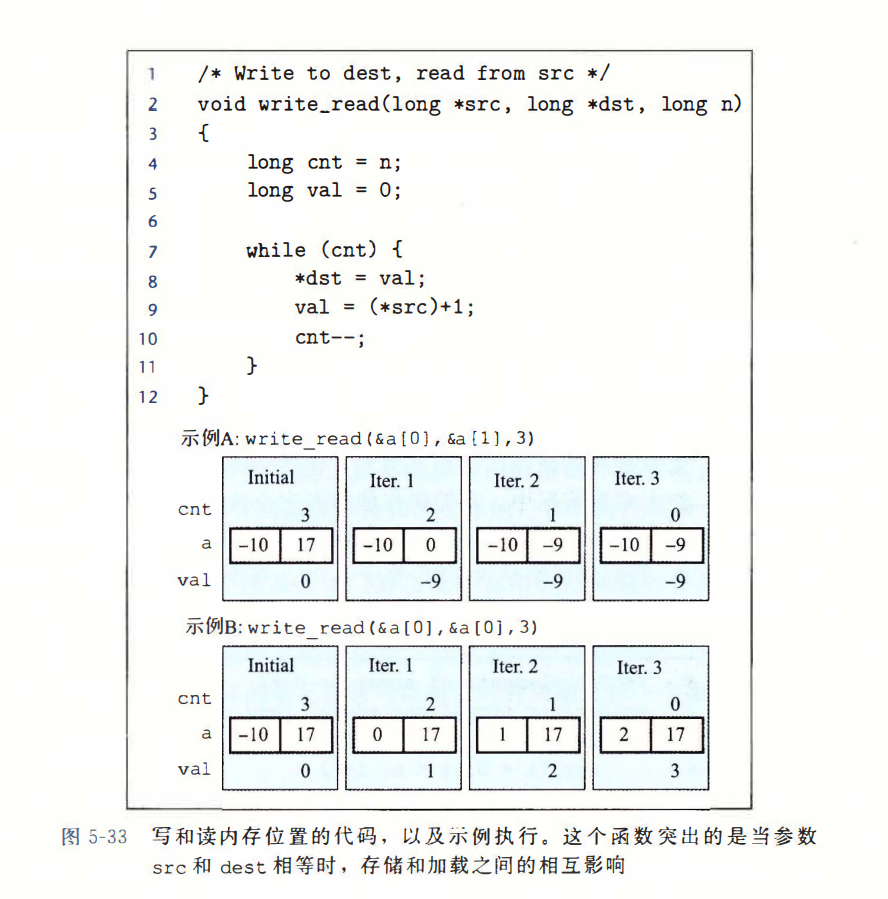 1 /* Write to dest, read from src */
2 void write_read(long *src, long *dst, long n)
3 {
4 long cnt = n;
5 long val = 0;
6
7 while (cnt) {
8 *dst = val;
9 val = (*src)+1;
10 cnt--;
11 }
12 }
示例A: write_read(&a[0],&a[1],3)
Initial Iter. 1 Iter. 2 Iter. 3
cnt 3 2 1 0
a -10 17 -10 0 -10 -9 -10 -9
val 0 -9 -9 -9
示例B: write_read(&a[0],&a[0],3)
Initial Iter. 1 Iter. 2 Iter. 3
cnt 3 2 1 0
a -10 17 0 17 1 17 2 17
val 0 1 2 3
图 5-33 写和读内存位置的代码，以及示例执行。这个函数突出的是当参数
src 和 dest 相等时，存储和加载之间的相互影响